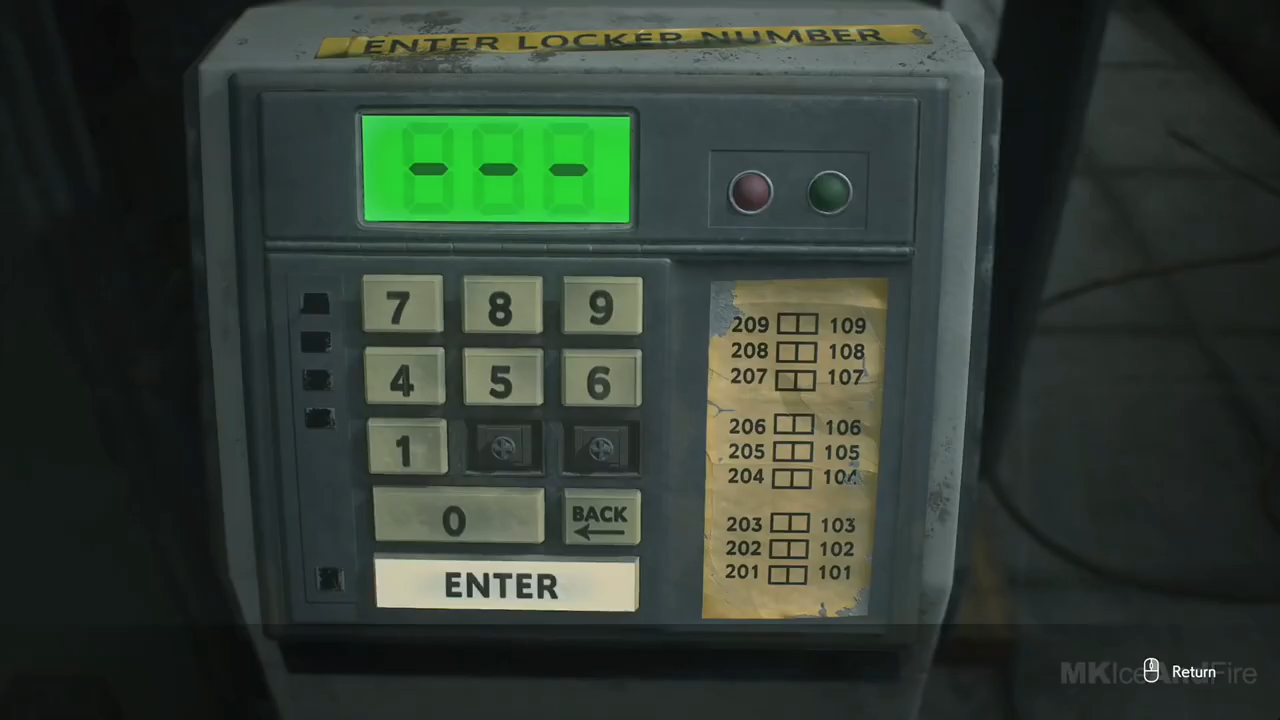 ENTER LOCKER NUMBER
7 8 9
4 5 6
1
0 BACK
ENTER
209 109
208 108
207 107
206 106
205 105
204 104
203 103
202 102
201 101
MKIceAndFire
Return